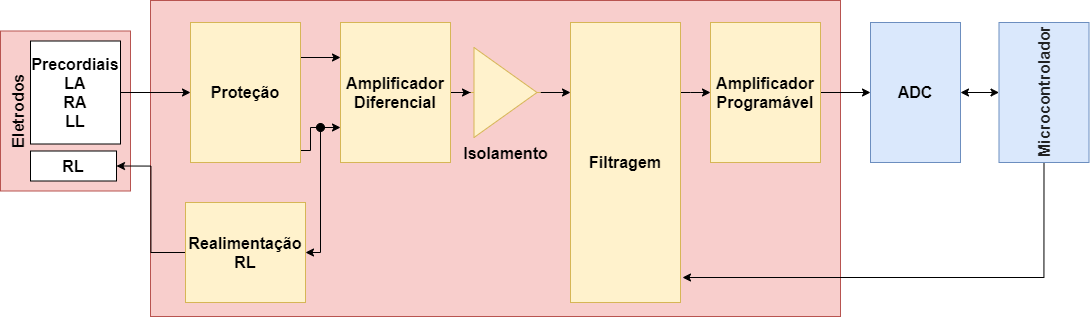 Eletrodos
Precordiais
LA
RA
LL
RL
Proteção
Realimentação
RL
Amplificador
Diferencial
Isolamento
Filtragem
Amplificador
Programável
ADC
Microcontrolador